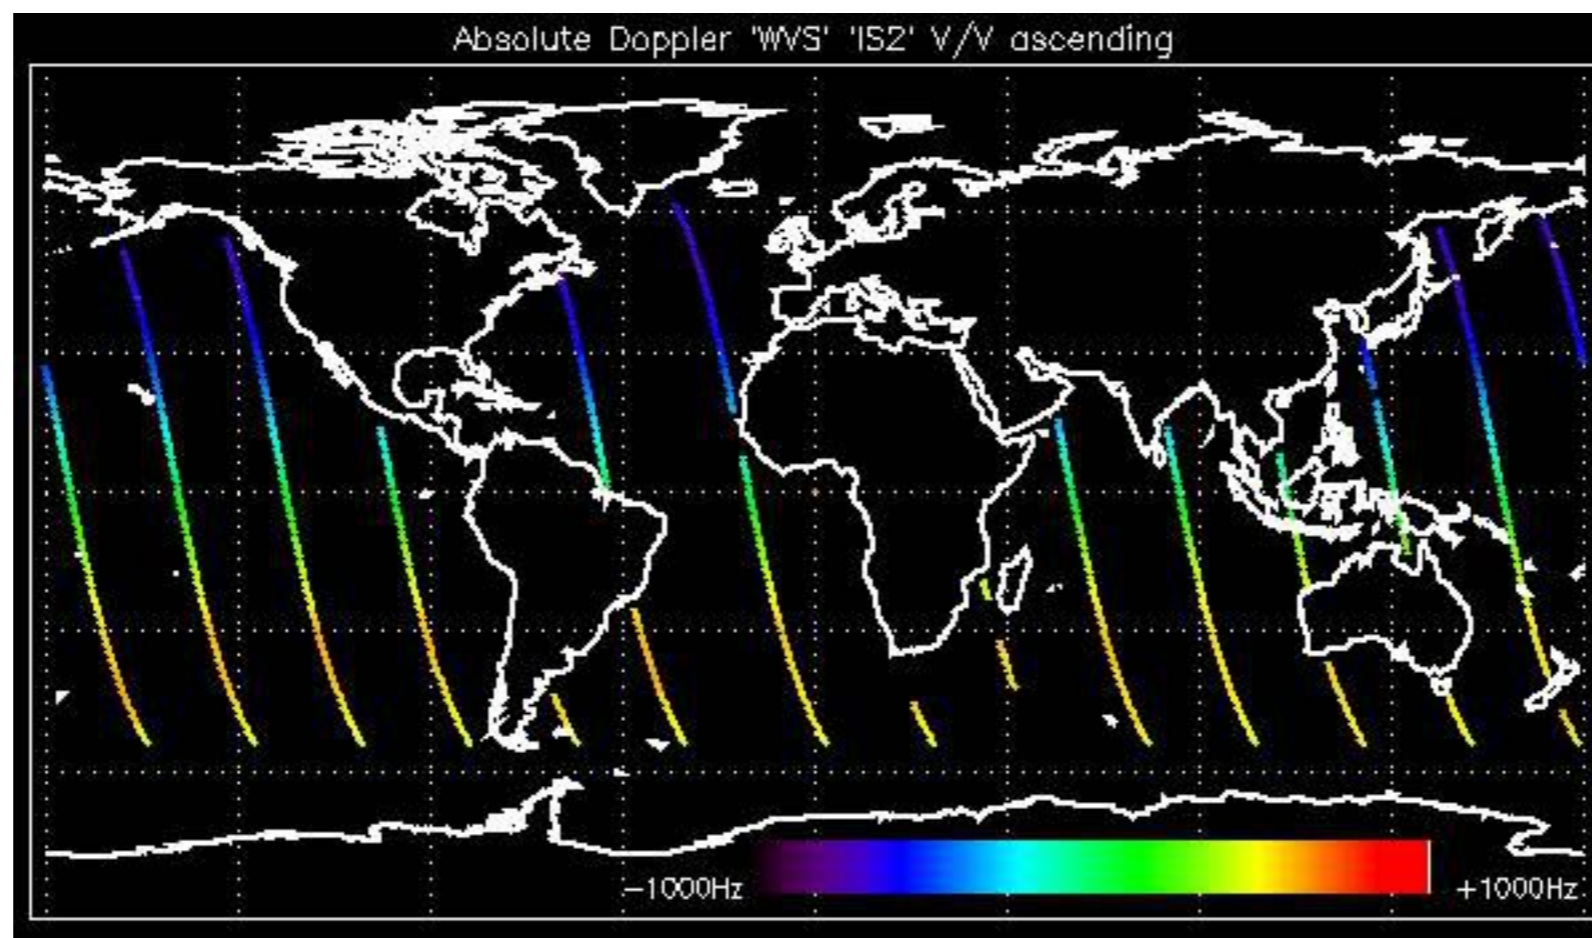 Absolute Doppler 'WVS' 'IS2' V/V ascending
−1000Hz
+1000Hz